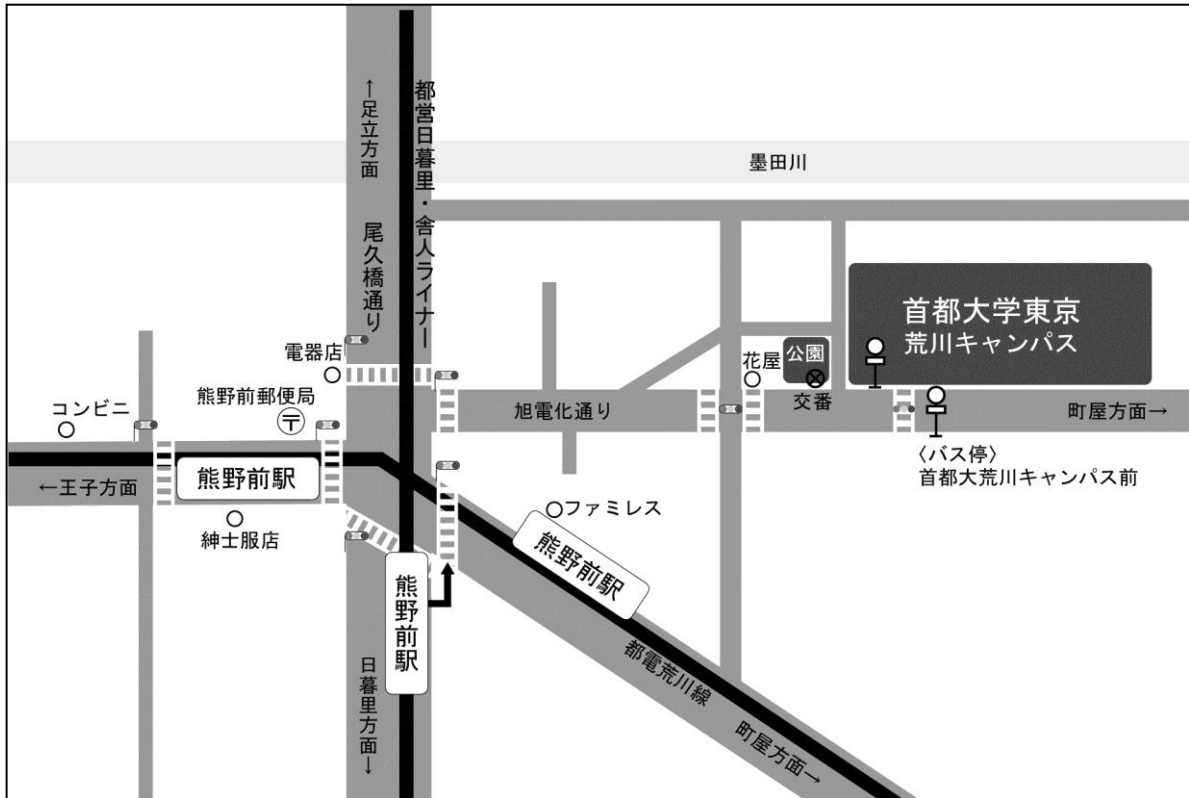 ←足立方面
都営日暮里・舎人ライナー
墨田川
尾久橋通り
首都大学東京
荒川キャンパス
電器店
花屋
公園
熊野前郵便局
〒
コンビニ
旭電化通り
交番
町屋方面→
〈バス停〉
首都大荒川キャンパス前
熊野前駅
←王子方面
ファミレス
紳士服店
熊野前駅
熊野前駅
都電荒川線
日暮里方面→
町屋方面→